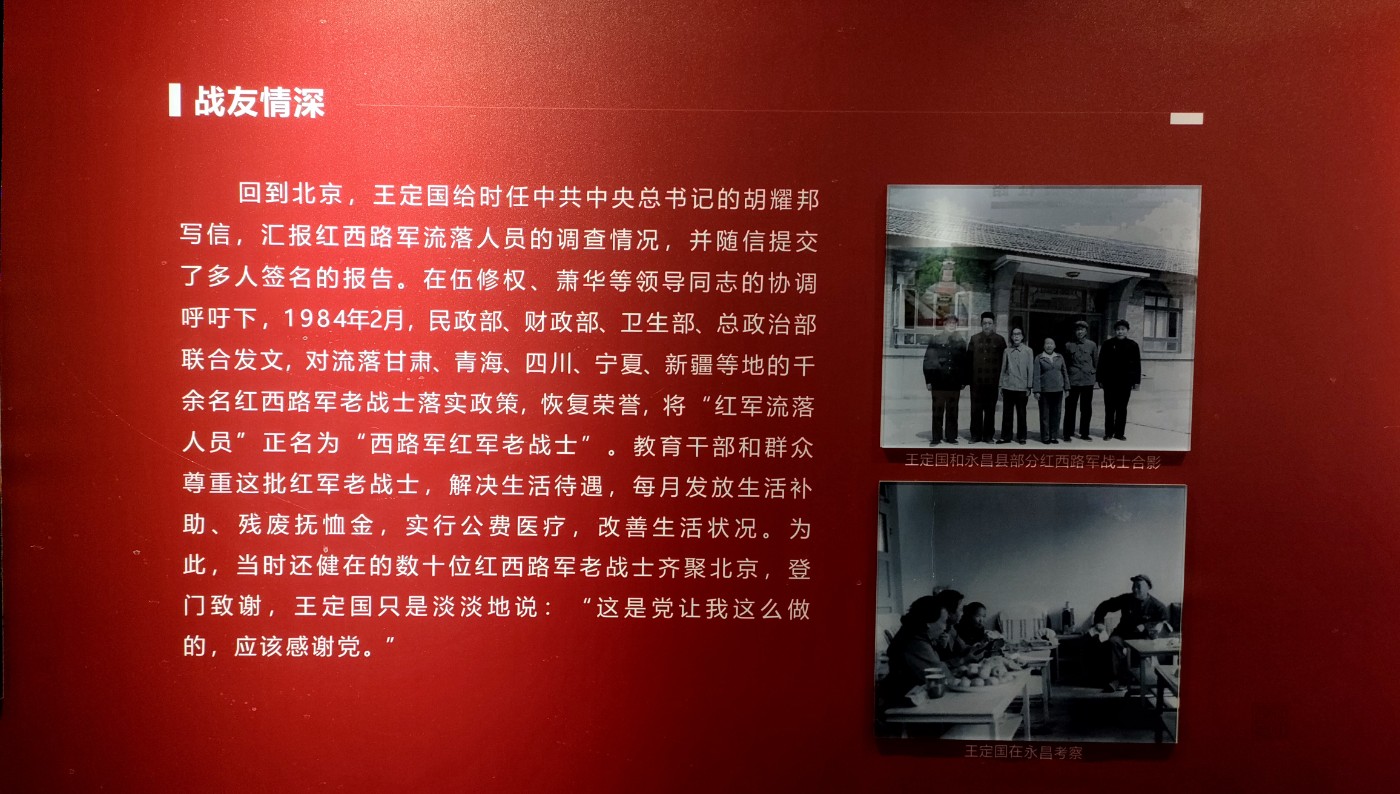 战友情深
回到北京，王定国给时任中共中央总书记的胡耀邦
写信，汇报红西路军流落人员的调查情况，并随信提交
了多人签名的报告。在伍修权、萧华等领导同志的协调
呼吁下，1984年2月，民政部、财政部、卫生部、总政治部
联合发文，对流落甘肃、青海、四川、宁夏、新疆等地的千
余名红西路军老战士落实政策，恢复荣誉，将“红军流落
人员”正名为“西路军红军老战士”。教育干部和群众
尊重这批红军老战士，解决生活待遇，每月发放生活补
助、残废抚恤金，实行公费医疗，改善生活状况。为
此，当时还健在的数十位红西路军老战士齐聚北京，登
门致谢，王定国只是淡淡地说：“这是党让我这么做
的，应该感谢党。”
王定国和永昌县部分红西路军战士合影
王定国在永昌考察